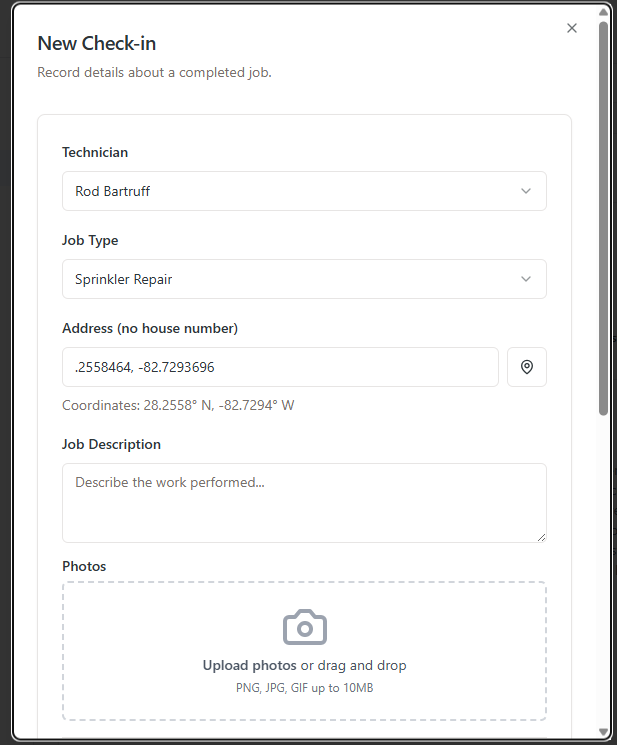 New Check-in
Record details about a completed job.
Technician
Rod Bartruff
Job Type
Sprinkler Repair
Address (no house number)
.2558464, -82.7293696
Coordinates: 28.2558° N, -82.7294° W
Job Description
Describe the work performed...
Photos
Upload photos or drag and drop
PNG, JPG, GIF up to 10MB